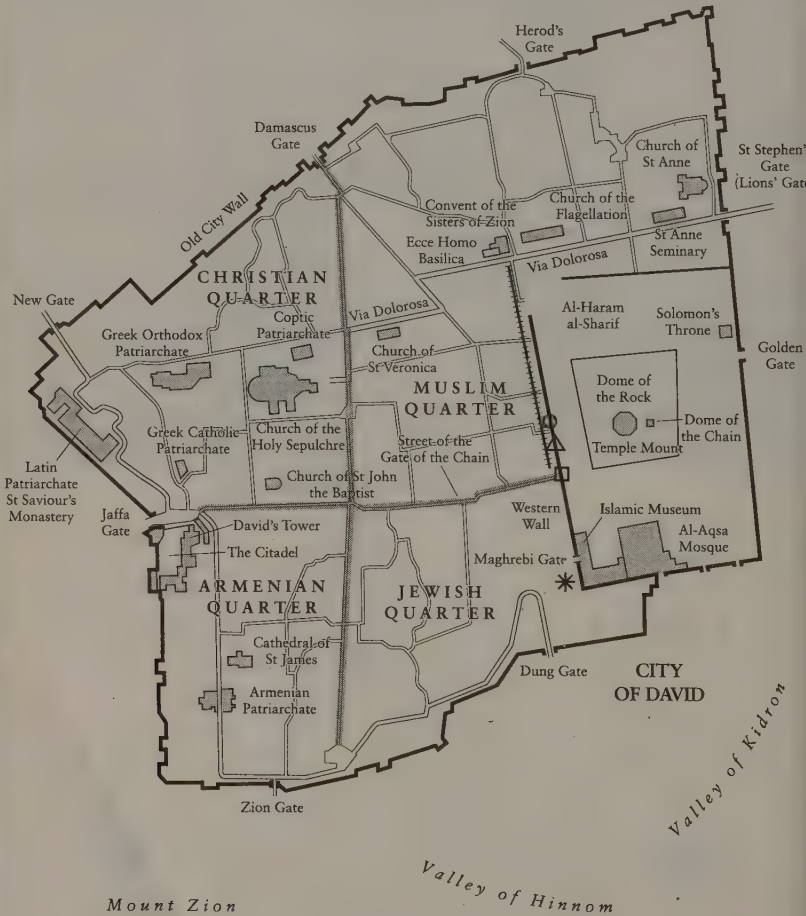 Herod's
Gate
Damascus
Gate
Church of
St Anne
St Stephen'
Gate
(Lions' Gat
Old City Wall
Convent of the
Sisters of Zion
Church of the
Flagellation
Ecce Homo
Basilica
St Anne
Seminary
Via Dolorosa
CHRISTIAN
QUARTER
New Gate
Coptic
Patriarchate
Via Dolorosa
Al-Haram
al-Sharif
Solomon's
Throne
Greek Orthodox
Patriarchate
Church of
St Veronica
Golden
Gate
MUSLIM
QUARTER
Dome of
the Rock
Dome of
the Chain
Temple Mount
Greek Catholic
Patriarchate
Church of the
Holy Sepulchre
Street of the
Gate of the Chain
Latin
Patriarchate
St Saviour's
Monastery
Church of St John
the Baptist
Jaffa
Gate
David's Tower
The Citadel
Western
Wall
Islamic Museum
Al-Aqsa
Mosque
Maghrebi Gate
ARMENIAN
QUARTER
JEWISH
QUARTER
Cathedral of
St James
Armenian
Patriarchate
Dung Gate
CITY
OF DAVID
Zion Gate
Valley of Kidron
Valley of Hinnom
Mount Zion